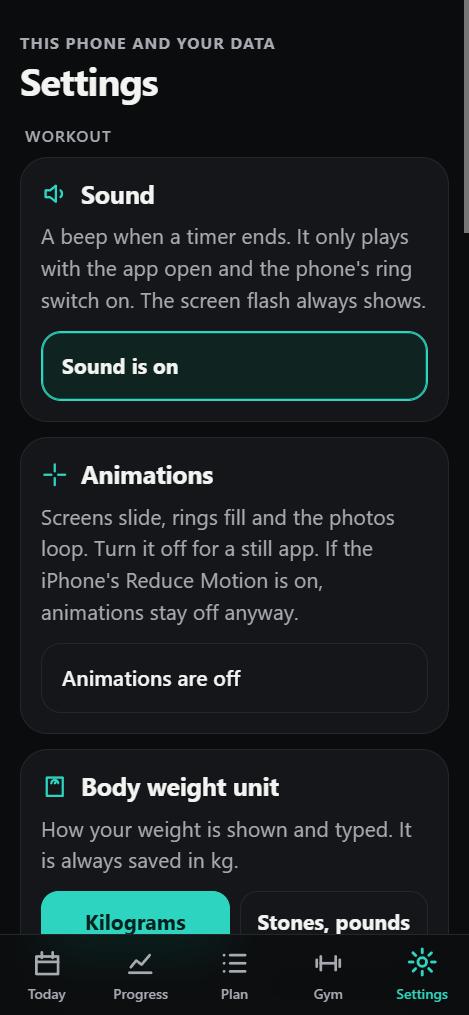 THIS PHONE AND YOUR DATA
Settings
WORKOUT
Sound
A beep when a timer ends. It only plays
with the app open and the phone's ring
switch on. The screen flash always shows.
Sound is on
Animations
Screens slide, rings fill and the photos
loop. Turn it off for a still app. If the
iPhone's Reduce Motion is on,
animations stay off anyway.
Animations are off
Body weight unit
How your weight is shown and typed. It
is always saved in kg.
Kilograms
Stones, pounds
Today
Progress
Plan
Gym
Settings